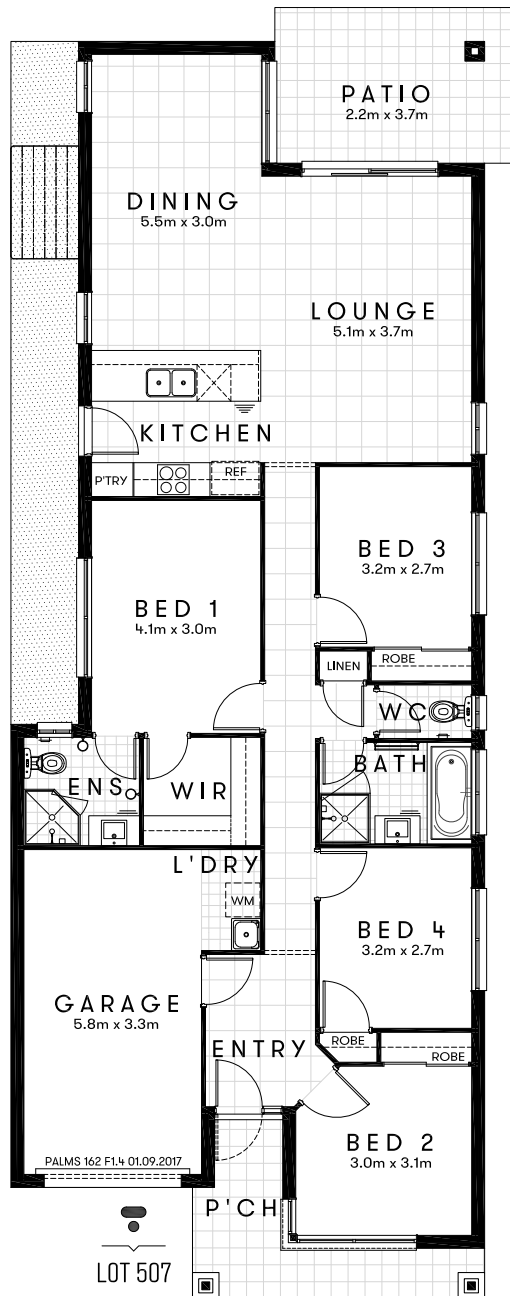 PATIO
2.2m x 3.7m
DINING
5.5m x 3.0m
LOUNGE
5.1m x 3.7m
KITCHEN
P'TRY
REF
BED 3
3.2m x 2.7m
BED 1
4.1m x 3.0m
LINEN
ROBE
WC
BATH
ENS
WIR
L'DRY
WM
BED 4
3.2m x 2.7m
GARAGE
5.8m x 3.3m
ENTRY
ROBE
ROBE
BED 2
3.0m x 3.1m
PALMS 162 F1.4 01.09.2017
P'CH
LOT 507